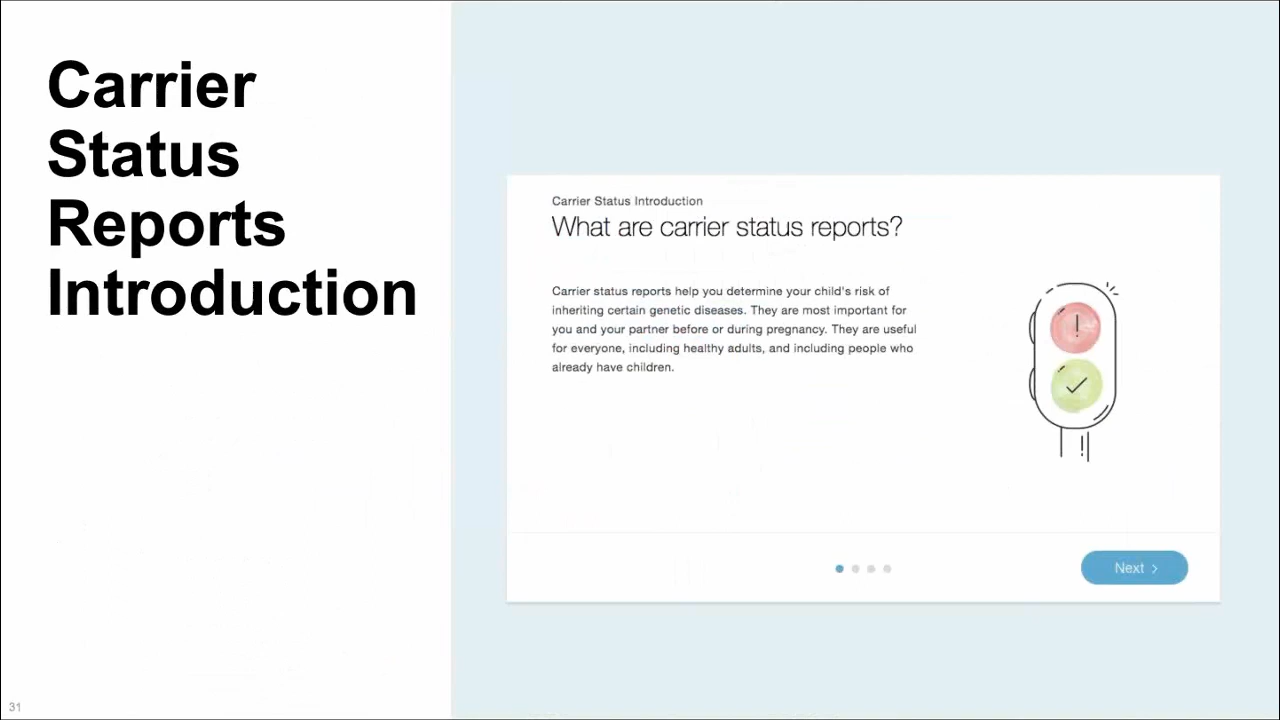 Carrier
Status
Reports
Introduction
Carrier Status Introduction
What are carrier status reports?
Carrier status reports help you determine your child's risk of
inheriting certain genetic diseases. They are most important for
you and your partner before or during pregnancy. They are useful
for everyone, including healthy adults, and including people who
already have children.
Next >
31